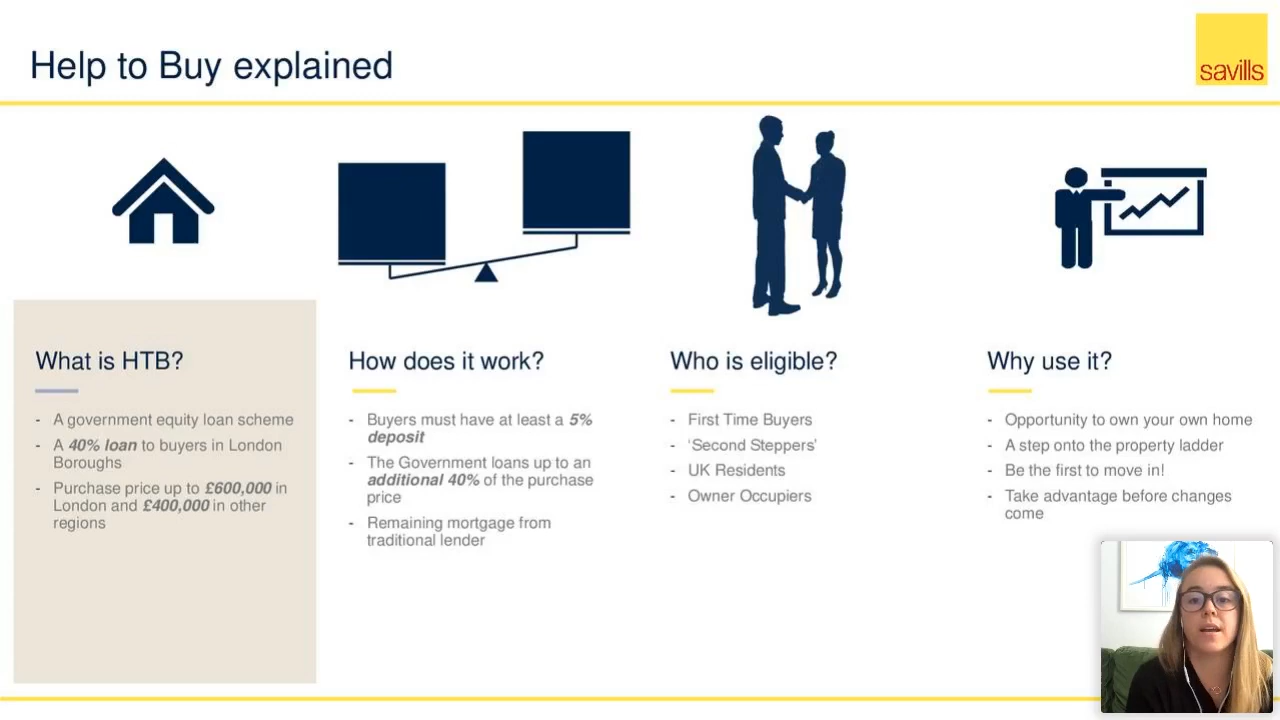 Help to Buy explained
savills
What is HTB?
- A government equity loan scheme
- A 40% loan to buyers in London
Boroughs
- Purchase price up to £600,000 in
London and £400,000 in other
regions
How does it work?
- Buyers must have at least a 5%
deposit
- The Government loans up to an
additional 40% of the purchase
price
- Remaining mortgage from
traditional lender
Who is eligible?
- First Time Buyers
- ‘Second Steppers’
- UK Residents
- Owner Occupiers
Why use it?
- Opportunity to own your own home
- A step onto the property ladder
- Be the first to move in!
- Take advantage before changes
come